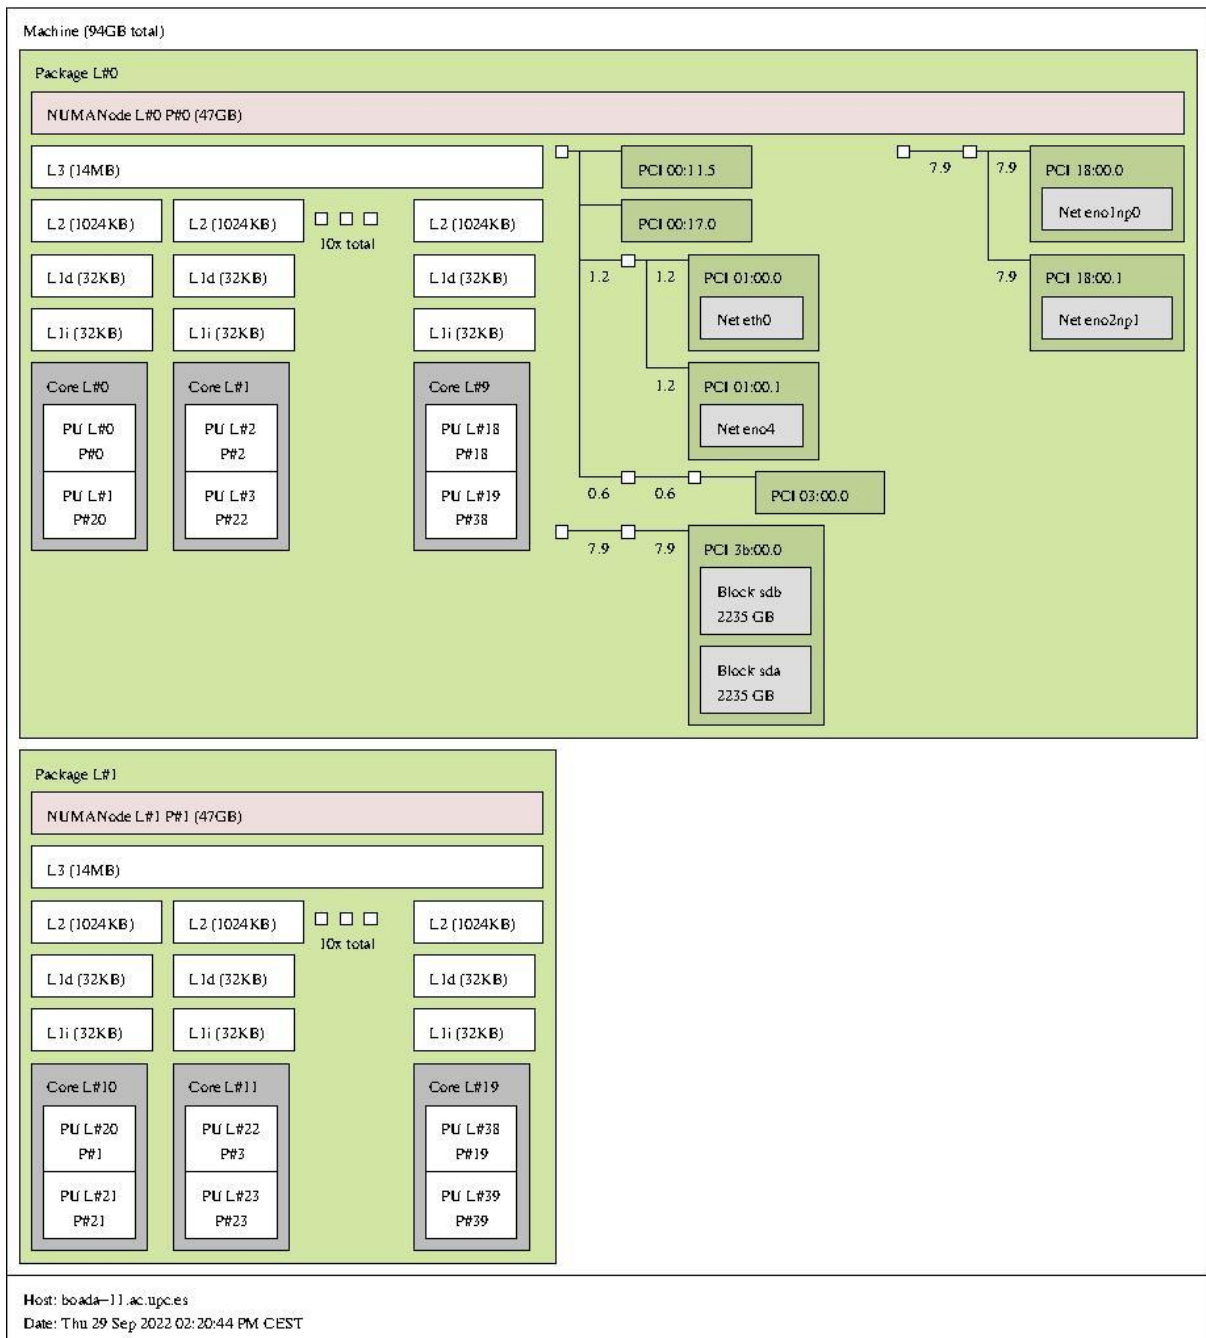 Machine (94GB total)
Package L#0
NUMANode L#0 P#0 (47GB)
L3 (14MB)
L2 (1024KB)
L2 (1024KB)
10x total
L2 (1024KB)
L1d (32KB)
L1d (32KB)
L1d (32KB)
L1i (32KB)
L1i (32KB)
L1i (32KB)
Core L#0
PU L#0
P#0
PU L#1
P#20
Core L#1
PU L#2
P#2
PU L#3
P#22
Core L#9
PU L#18
P#18
PU L#19
P#38
PCI 00:11.5
PCI 00:17.0
1.2
1.2
PCI 01:00.0
Net eth0
1.2
PCI 01:00.1
Net eno4
0.6
0.6
PCI 03:00.0
7.9
7.9
PCI 3b:00.0
Block sdb
2235 GB
Block sda
2235 GB
7.9
7.9
PCI 18:00.0
Net eno1np0
7.9
PCI 18:00.1
Net eno2np1
Package L#1
NUMANode L#1 P#1 (47GB)
L3 (14MB)
L2 (1024KB)
L2 (1024KB)
10x total
L2 (1024KB)
L1d (32KB)
L1d (32KB)
L1d (32KB)
L1i (32KB)
L1i (32KB)
L1i (32KB)
Core L#10
PU L#20
P#1
PU L#21
P#21
Core L#11
PU L#22
P#3
PU L#23
P#23
Core L#19
PU L#38
P#19
PU L#39
P#39
Host: boada-11.ac.upc.es
Date: Thu 29 Sep 2022 02:20:44 PM CEST